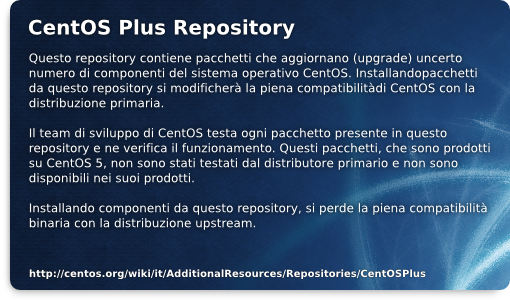 CentOS Plus Repository
Questo repository contiene pacchetti che aggiornano (upgrade) uncerto
numero di componenti del sistema operativo CentOS. Installandopacchetti
da questo repository si modificherà la piena compatibilitàdi CentOS con la
distribuzione primaria.
Il team di sviluppo di CentOS testa ogni pacchetto presente in questo
repository e ne verifica il funzionamento. Questi pacchetti, che sono prodotti
su CentOS 5, non sono stati testati dal distributore primario e non sono
disponibili nei suoi prodotti.
Installando componenti da questo repository, si perde la piena compatibilità
binaria con la distribuzione upstream.
http://centos.org/wiki/it/AdditionalResources/Repositories/CentOSPlus